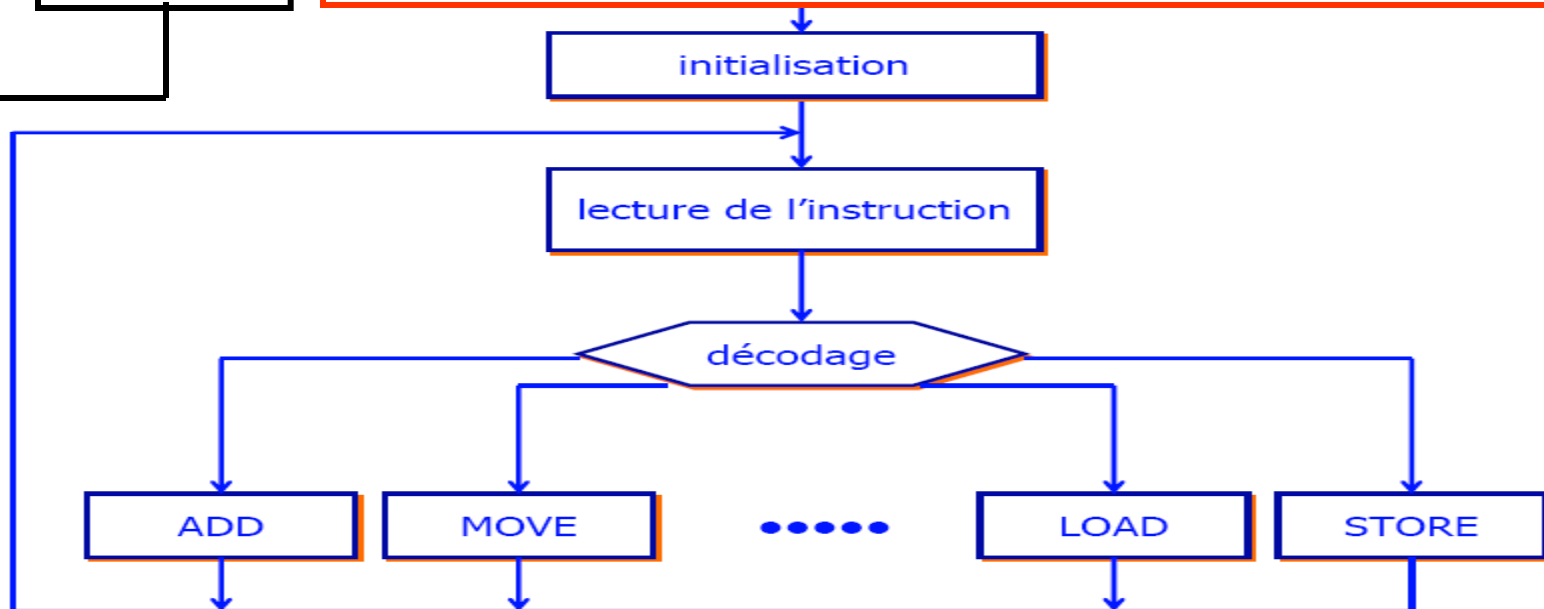 initialisation
lecture de l’instruction
décodage
ADD
MOVE
LOAD
STORE